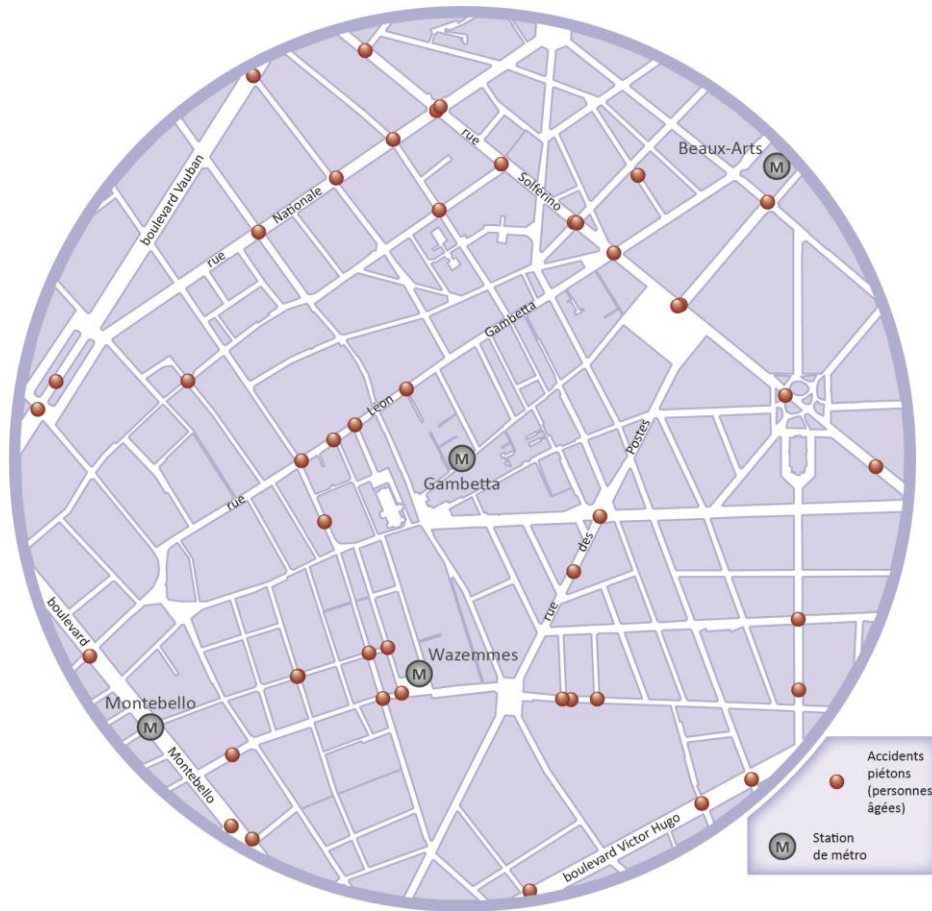 Beaux-Arts
M
boulevard Vauban
rue Nationale
rue Solférino
rue Léon Gambetta
M
Gambetta
rue des Postes
Wazemmes
M
boulevard Montebello
Montebello
M
boulevard Victor Hugo
Accidents
piétons
(personnes
âgées)
M
Station
de métro